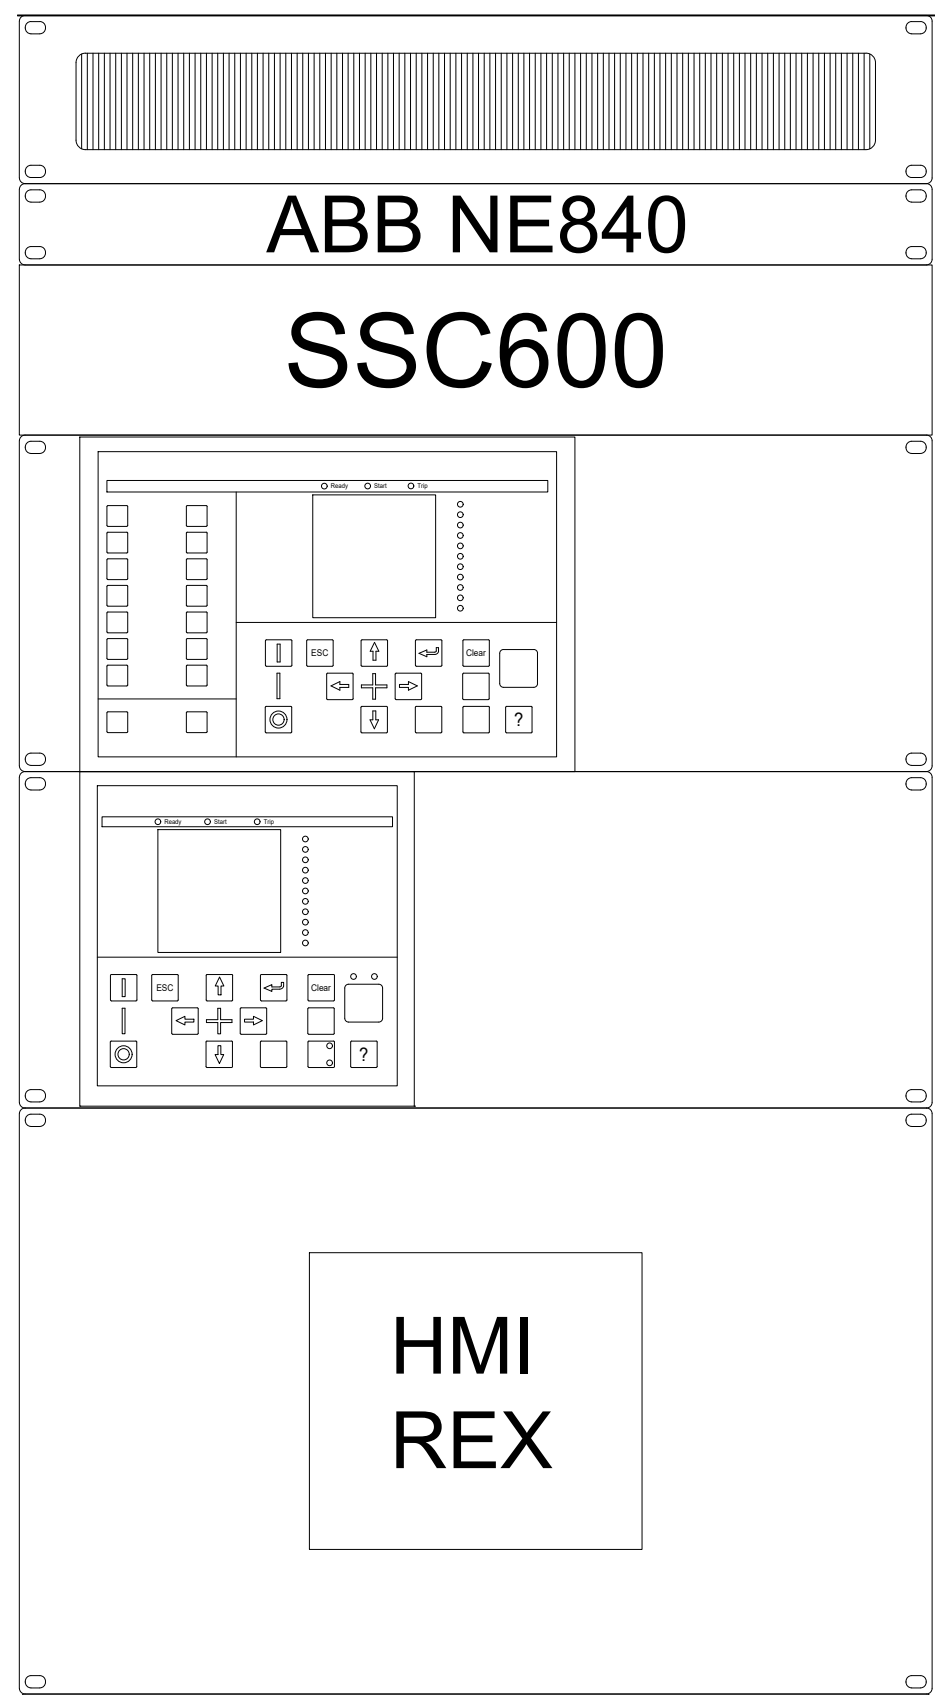 ABB NE840
SSC600
Ready Start Trip
ESC Clear
?
Ready Start Trip
ESC Clear
?
HMI
REX